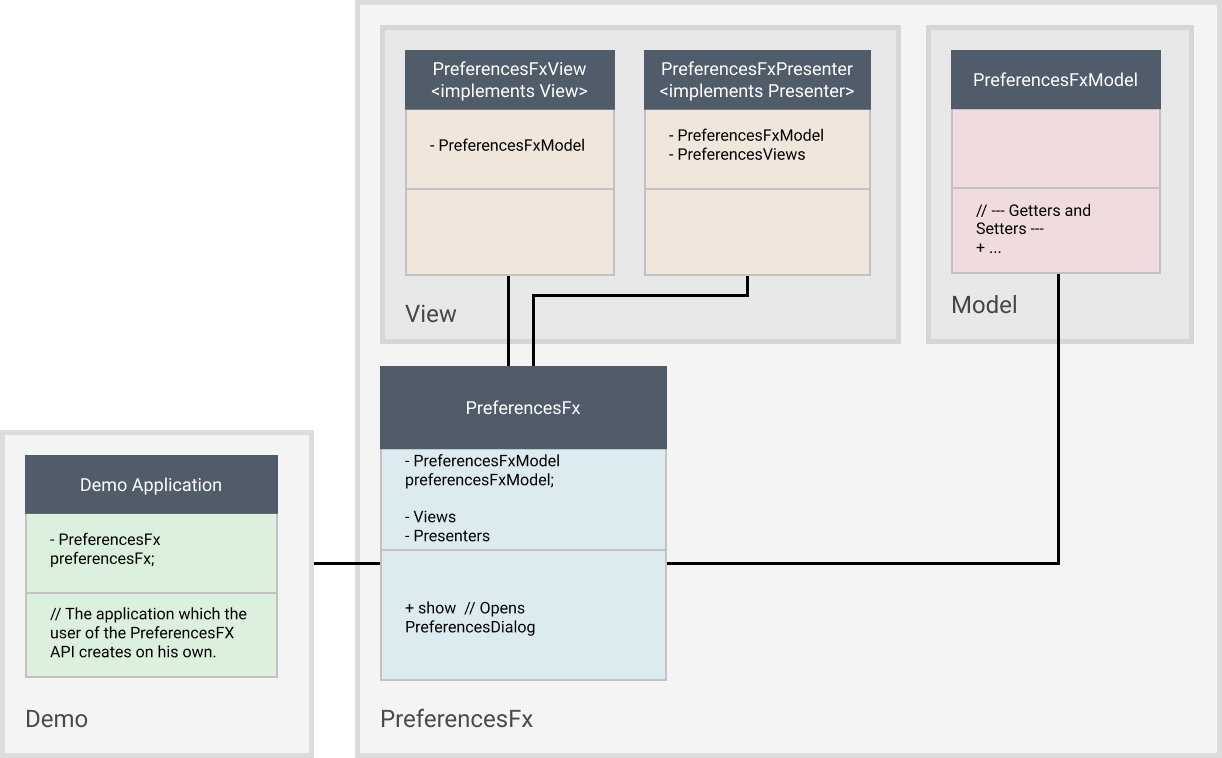 PreferencesFxView
<implements View>
- PreferencesFxModel
PreferencesFxPresenter
<implements Presenter>
- PreferencesFxModel
- PreferencesViews
View
PreferencesFxModel
// --- Getters and
Setters ---
+ ...
Model
PreferencesFx
- PreferencesFxModel
preferencesFxModel;
- Views
- Presenters
+ show  // Opens
PreferencesDialog
PreferencesFx
Demo Application
- PreferencesFx
preferencesFx;
// The application which the
user of the PreferencesFX
API creates on his own.
Demo